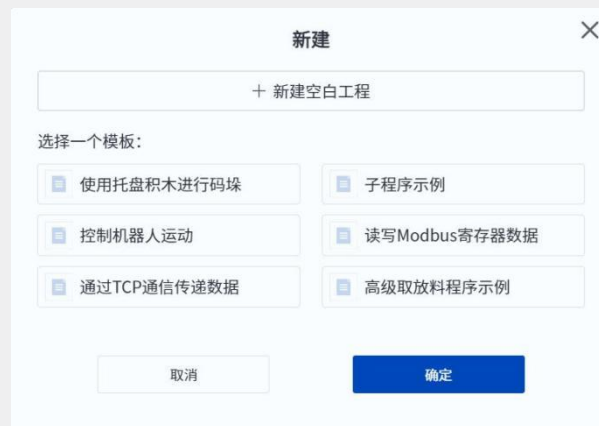 新建
+ 新建空白工程
选择一个模板：
使用托盘积木进行码垛
子程序示例
控制机器人运动
读写Modbus寄存器数据
通过TCP通信传递数据
高级取放料程序示例
取消
确定